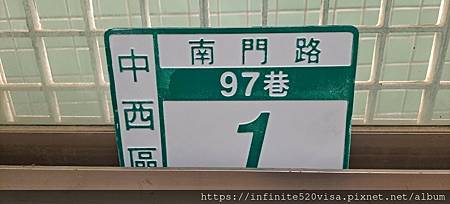 中西區
南門路
97巷
1
https://infinite520visa.pixnet.net/album